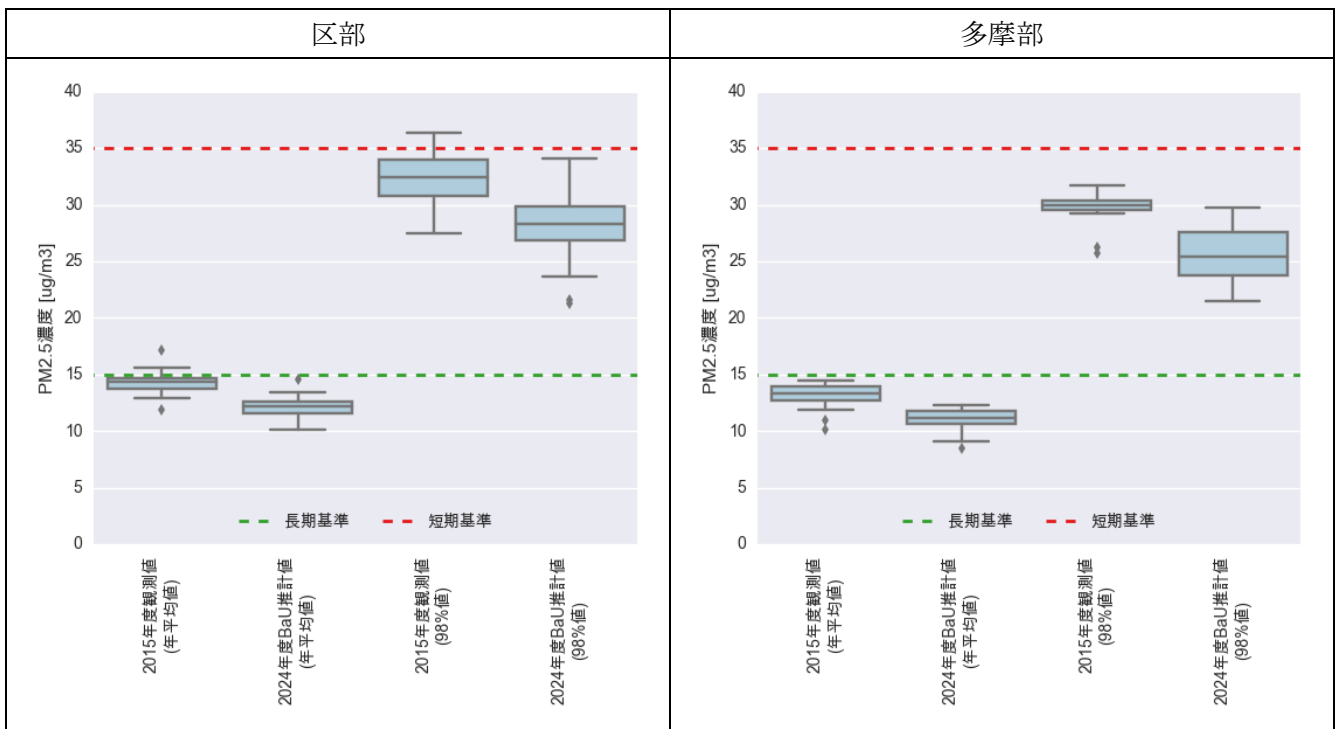 区部
多摩部
40
35
30
25
20
15
10
5
0
PM2.5濃度 [ug/m3]
長期基準
短期基準
2015年度観測値
(年平均値)
2024年度BaU推計値
(年平均値)
2015年度観測値
(98%値)
2024年度BaU推計値
(98%値)
40
35
30
25
20
15
10
5
0
PM2.5濃度 [ug/m3]
長期基準
短期基準
2015年度観測値
(年平均値)
2024年度BaU推計値
(年平均値)
2015年度観測値
(98%値)
2024年度BaU推計値
(98%値)